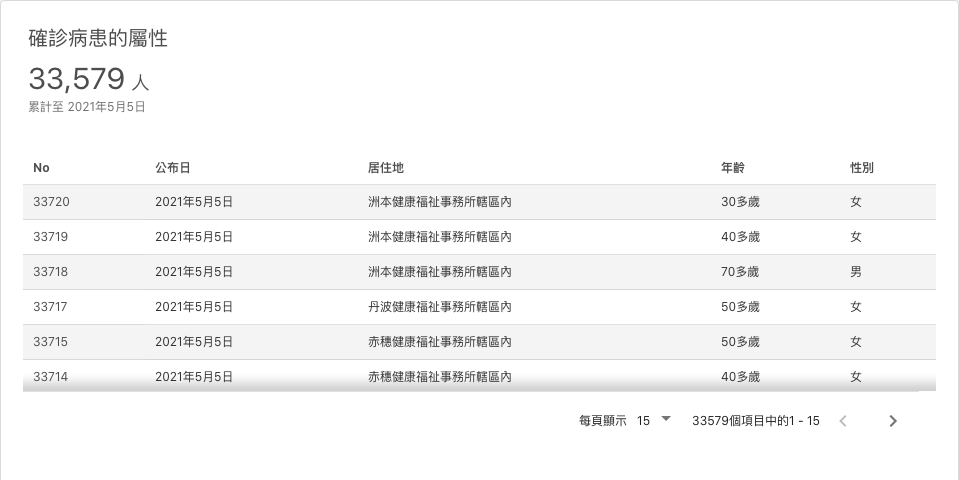 確診病患的屬性
33,579 人
累計至 2021年5月5日
No 公布日 居住地 年齡 性別
33720 2021年5月5日 洲本健康福祉事務所轄區內 30多歲 女
33719 2021年5月5日 洲本健康福祉事務所轄區內 40多歲 女
33718 2021年5月5日 洲本健康福祉事務所轄區內 70多歲 男
33717 2021年5月5日 丹波健康福祉事務所轄區內 50多歲 女
33715 2021年5月5日 赤穗健康福祉事務所轄區內 50多歲 女
33714 2021年5月5日 赤穗健康福祉事務所轄區內 40多歲 女
每頁顯示 15 33579個項目中的1 - 15